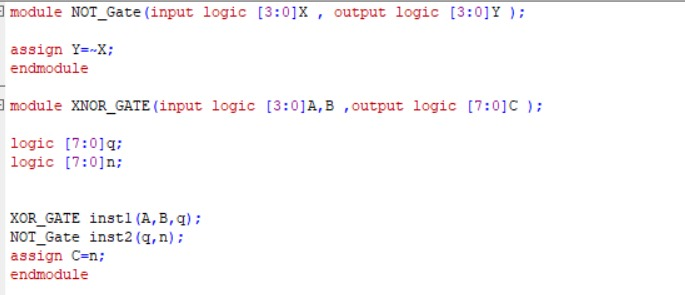 module NOT_Gate(input logic [3:0]X , output logic [3:0]Y );
assign Y=~X;
endmodule
module XNOR_GATE(input logic [3:0]A,B ,output logic [7:0]C );
logic [7:0]q;
logic [7:0]n;
XOR_GATE inst1(A,B,q);
NOT_Gate inst2(q,n);
assign C=n;
endmodule